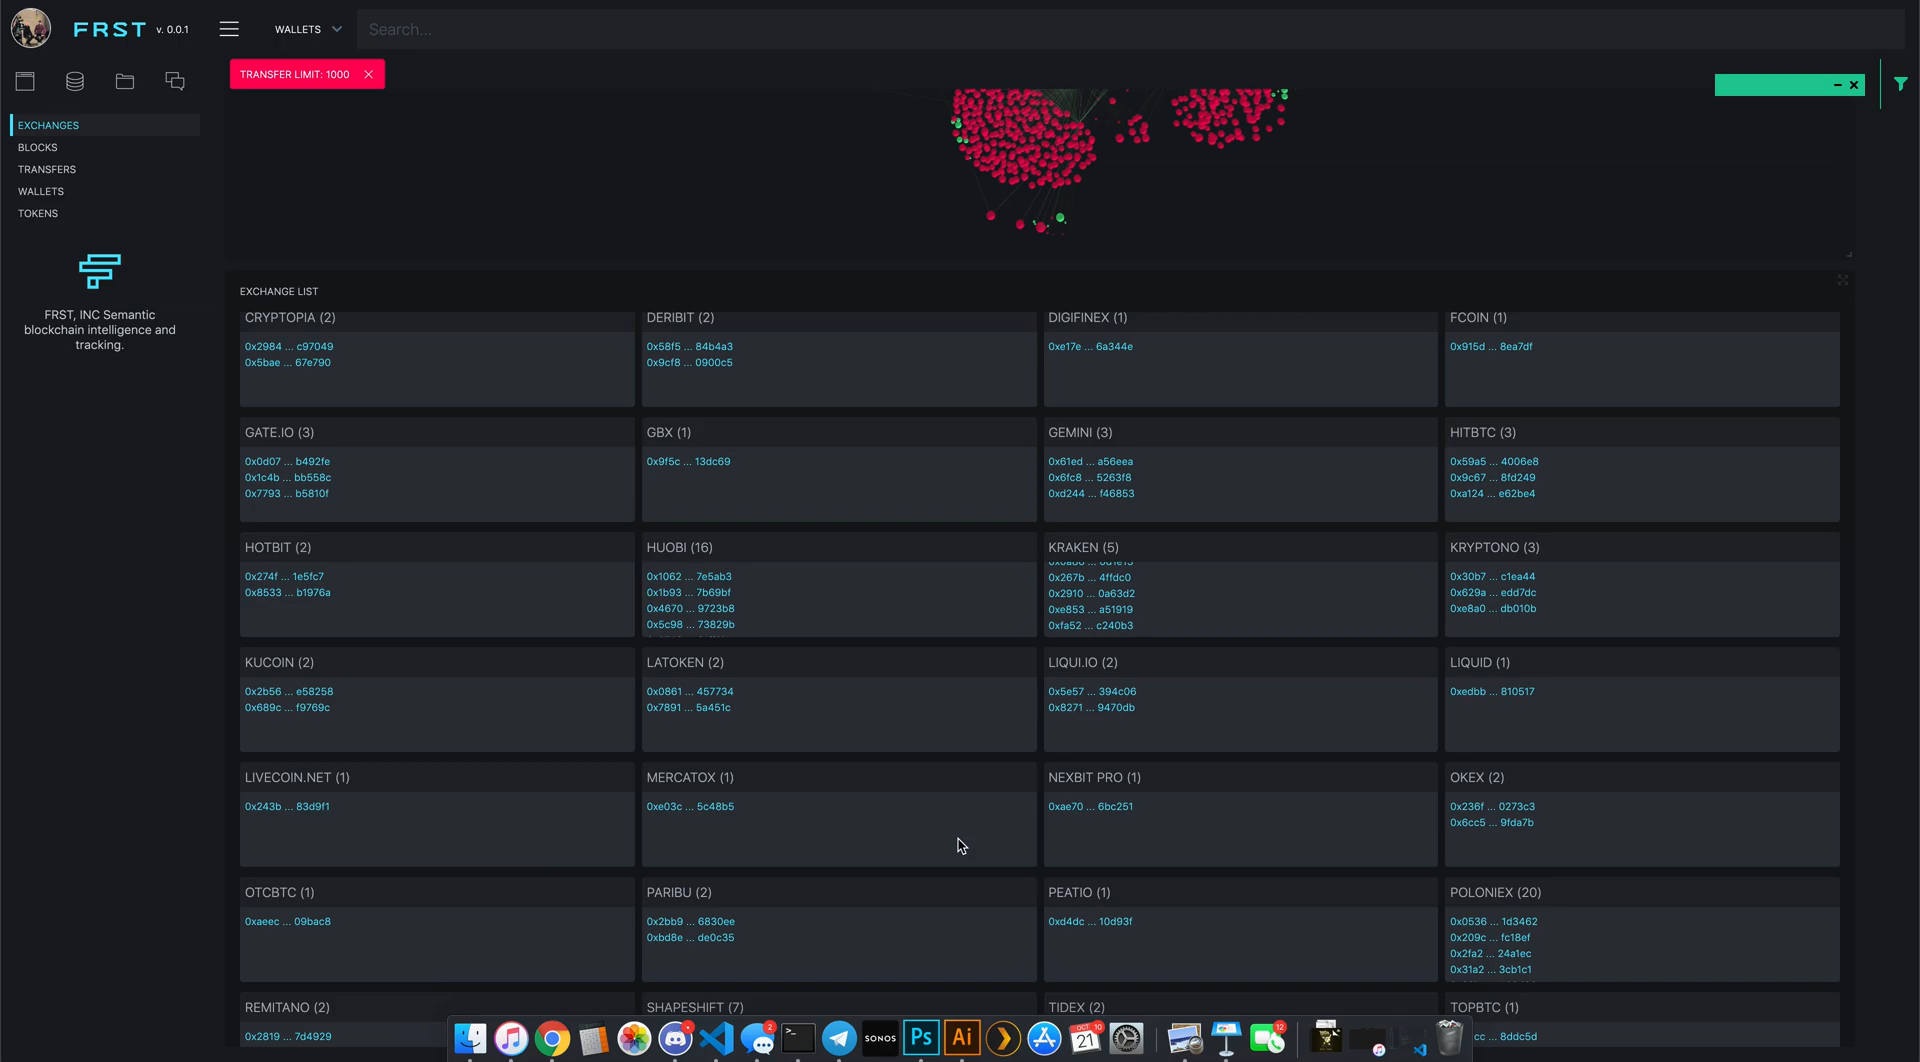 FRST v. 0.0.1
WALLETS
Search...
TRANSFER LIMIT: 1000
EXCHANGES
BLOCKS
TRANSFERS
WALLETS
TOKENS
FRST, INC Semantic
blockchain intelligence and
tracking.
EXCHANGE LIST
CRYPTOPIA (2)
0x2984 ... c97049
0x5bae ... 67e790
DERIBIT (2)
0x58f5 ... 84b4a3
0x9cf8 ... 0900c5
DIGIFINEX (1)
0xe17e ... 6a344e
FCOIN (1)
0x915d ... 8ea7df
GATE.IO (3)
0x0d07 ... b492fe
0x1c4b ... bb558c
0x7793 ... b5810f
GBX (1)
0x9f5c ... 13dc69
GEMINI (3)
0x61ed ... a56eea
0x6fc8 ... 5263f8
0xd244 ... f46853
HITBTC (3)
0x59a5 ... 4006e8
0x9c67 ... 8fd249
0xa124 ... e62be4
HOTBIT (2)
0x274f ... 1e5fc7
0x8533 ... b1976a
HUOBI (16)
0x1062 ... 7e5ab3
0x1b93 ... 7b69bf
0x4670 ... 9723b8
0x5c98 ... 73829b
KRAKEN (5)
0x267b ... 4ffdc0
0x2910 ... 0a63d2
0xe853 ... a51919
0xfa52 ... c240b3
KRYPTONO (3)
0x30b7 ... c1ea44
0x629a ... edd7dc
0xe8a0 ... db010b
KUCOIN (2)
0x2b56 ... e58258
0x689c ... f9769c
LATOKEN (2)
0x0861 ... 457734
0x7891 ... 5a451c
LIQUI.IO (2)
0x5e57 ... 394c06
0x8271 ... 9470db
LIQUID (1)
0xedbb ... 810517
LIVECOIN.NET (1)
0x243b ... 83d9f1
MERCATOX (1)
0xe03c ... 5c48b5
NEXBIT PRO (1)
0xae70 ... 6bc251
OKEX (2)
0x236f ... 0273c3
0x6cc5 ... 9fda7b
OTCBTC (1)
0xaeec ... 09bac8
PARIBU (2)
0x2bb9 ... 6830ee
0xbd8e ... de0c35
PEATIO (1)
0xd4dc ... 10d93f
POLONIEX (20)
0x0536 ... 1d3462
0x209c ... fc18ef
0x2fa2 ... 24a1ec
0x31a2 ... 3cb1c1
REMITANO (2)
0x2819 ... 7d4929
SHAPESHIFT (7)
TIDEX (2)
TOPBTC (1)
cc ... 8ddc5d
2
SONOS
Ps
Ai
OCT
10
21
12